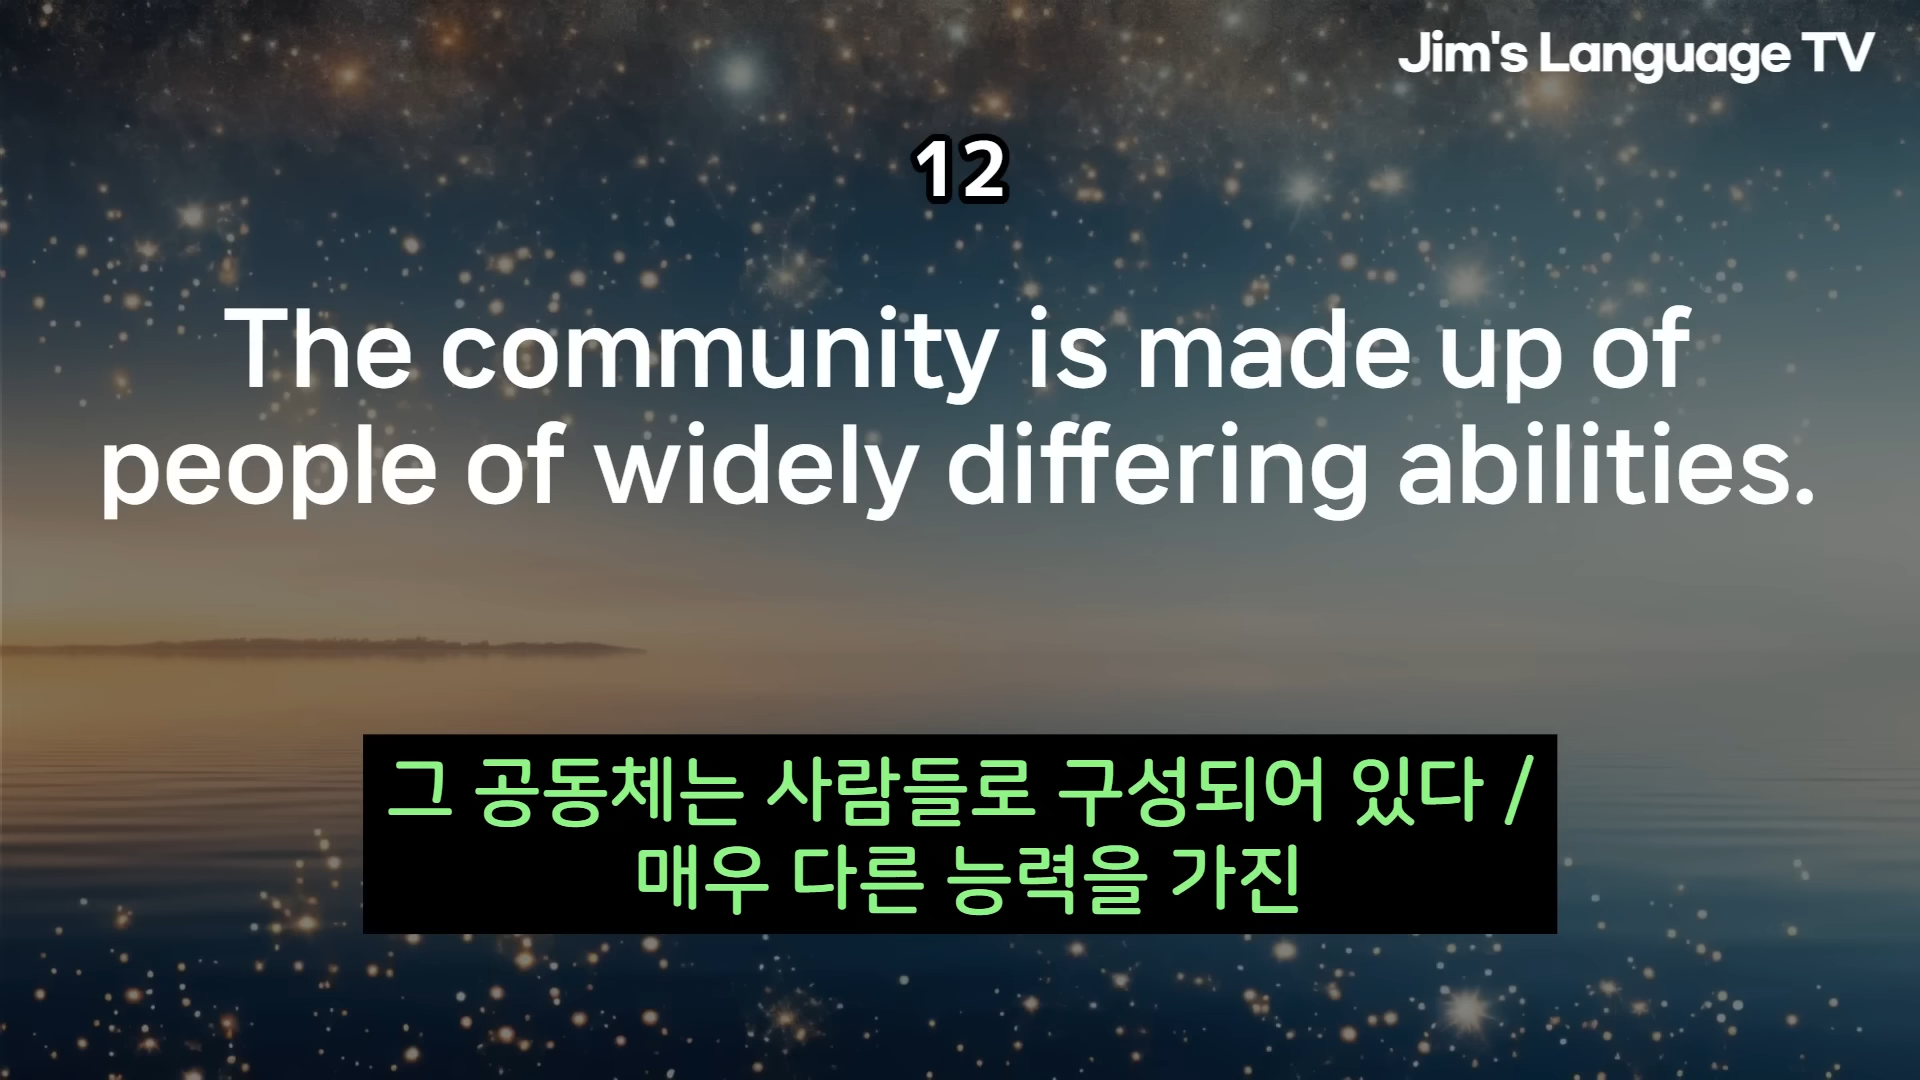 Jim's Language TV
12
The community is made up of
people of widely differing abilities.
그 공동체는 사람들로 구성되어 있다 /
매우 다른 능력을 가진